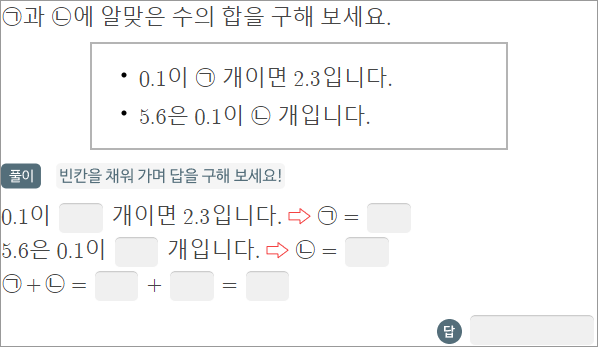 ㉠과 ㉡에 알맞은 수의 합을 구해 보세요.
• 0.1이 ㉠ 개이면 2.3입니다.
• 5.6은 0.1이 ㉡ 개입니다.
풀이 빈칸을 채워 가며 답을 구해 보세요!
0.1이 개이면 2.3입니다. ⇨ ㉠ =
5.6은 0.1이 개입니다. ⇨ ㉡ =
㉠ + ㉡ = + =
답